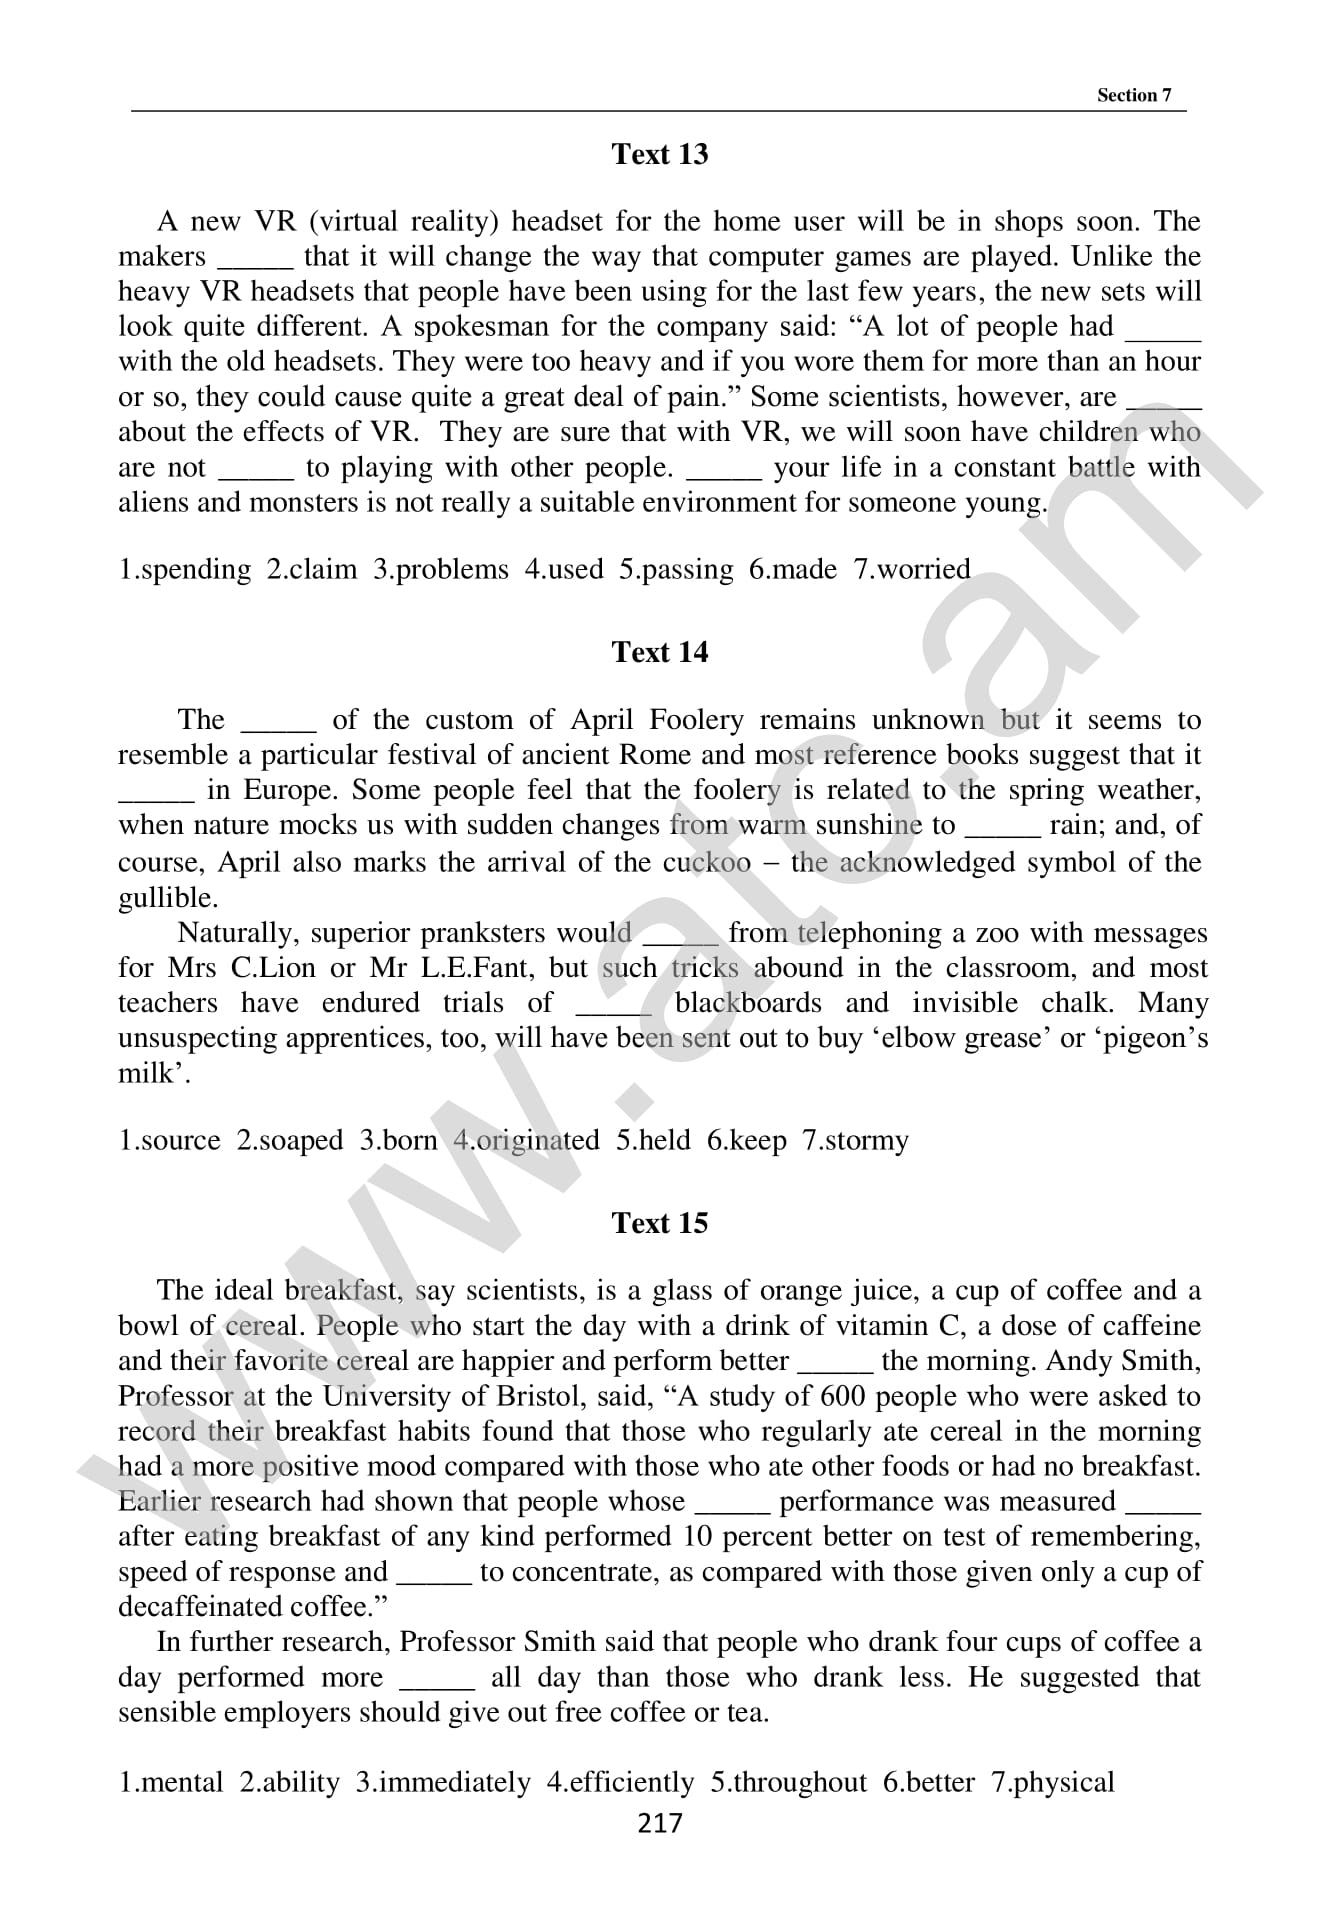 Section 7
Text 13
A new VR (virtual reality) headset for the home user will be in shops soon. The
makers _____ that it will change the way that computer games are played. Unlike the
heavy VR headsets that people have been using for the last few years, the new sets will
look quite different. A spokesman for the company said: “A lot of people had _____
with the old headsets. They were too heavy and if you wore them for more than an hour
or so, they could cause quite a great deal of pain.” Some scientists, however, are _____
about the effects of VR. They are sure that with VR, we will soon have children who
are not _____ to playing with other people. _____ your life in a constant battle with
aliens and monsters is not really a suitable environment for someone young.
1.spending 2.claim 3.problems 4.used 5.passing 6.made 7.worried
Text 14
The _____ of the custom of April Foolery remains unknown but it seems to
resemble a particular festival of ancient Rome and most reference books suggest that it
_____ in Europe. Some people feel that the foolery is related to the spring weather,
when nature mocks us with sudden changes from warm sunshine to _____ rain; and, of
course, April also marks the arrival of the cuckoo – the acknowledged symbol of the
gullible.
Naturally, superior pranksters would _____ from telephoning a zoo with messages
for Mrs C.Lion or Mr L.E.Fant, but such tricks abound in the classroom, and most
teachers have endured trials of _____ blackboards and invisible chalk. Many
unsuspecting apprentices, too, will have been sent out to buy ‘elbow grease’ or ‘pigeon’s
milk’.
1.source 2.soaped 3.born 4.originated 5.held 6.keep 7.stormy
Text 15
The ideal breakfast, say scientists, is a glass of orange juice, a cup of coffee and a
bowl of cereal. People who start the day with a drink of vitamin C, a dose of caffeine
and their favorite cereal are happier and perform better _____ the morning. Andy Smith,
Professor at the University of Bristol, said, “A study of 600 people who were asked to
record their breakfast habits found that those who regularly ate cereal in the morning
had a more positive mood compared with those who ate other foods or had no breakfast.
Earlier research had shown that people whose _____ performance was measured _____
after eating breakfast of any kind performed 10 percent better on test of remembering,
speed of response and _____ to concentrate, as compared with those given only a cup of
decaffeinated coffee.”
In further research, Professor Smith said that people who drank four cups of coffee a
day performed more _____ all day than those who drank less. He suggested that
sensible employers should give out free coffee or tea.
1.mental 2.ability 3.immediately 4.efficiently 5.throughout 6.better 7.physical
217
www.atc.am